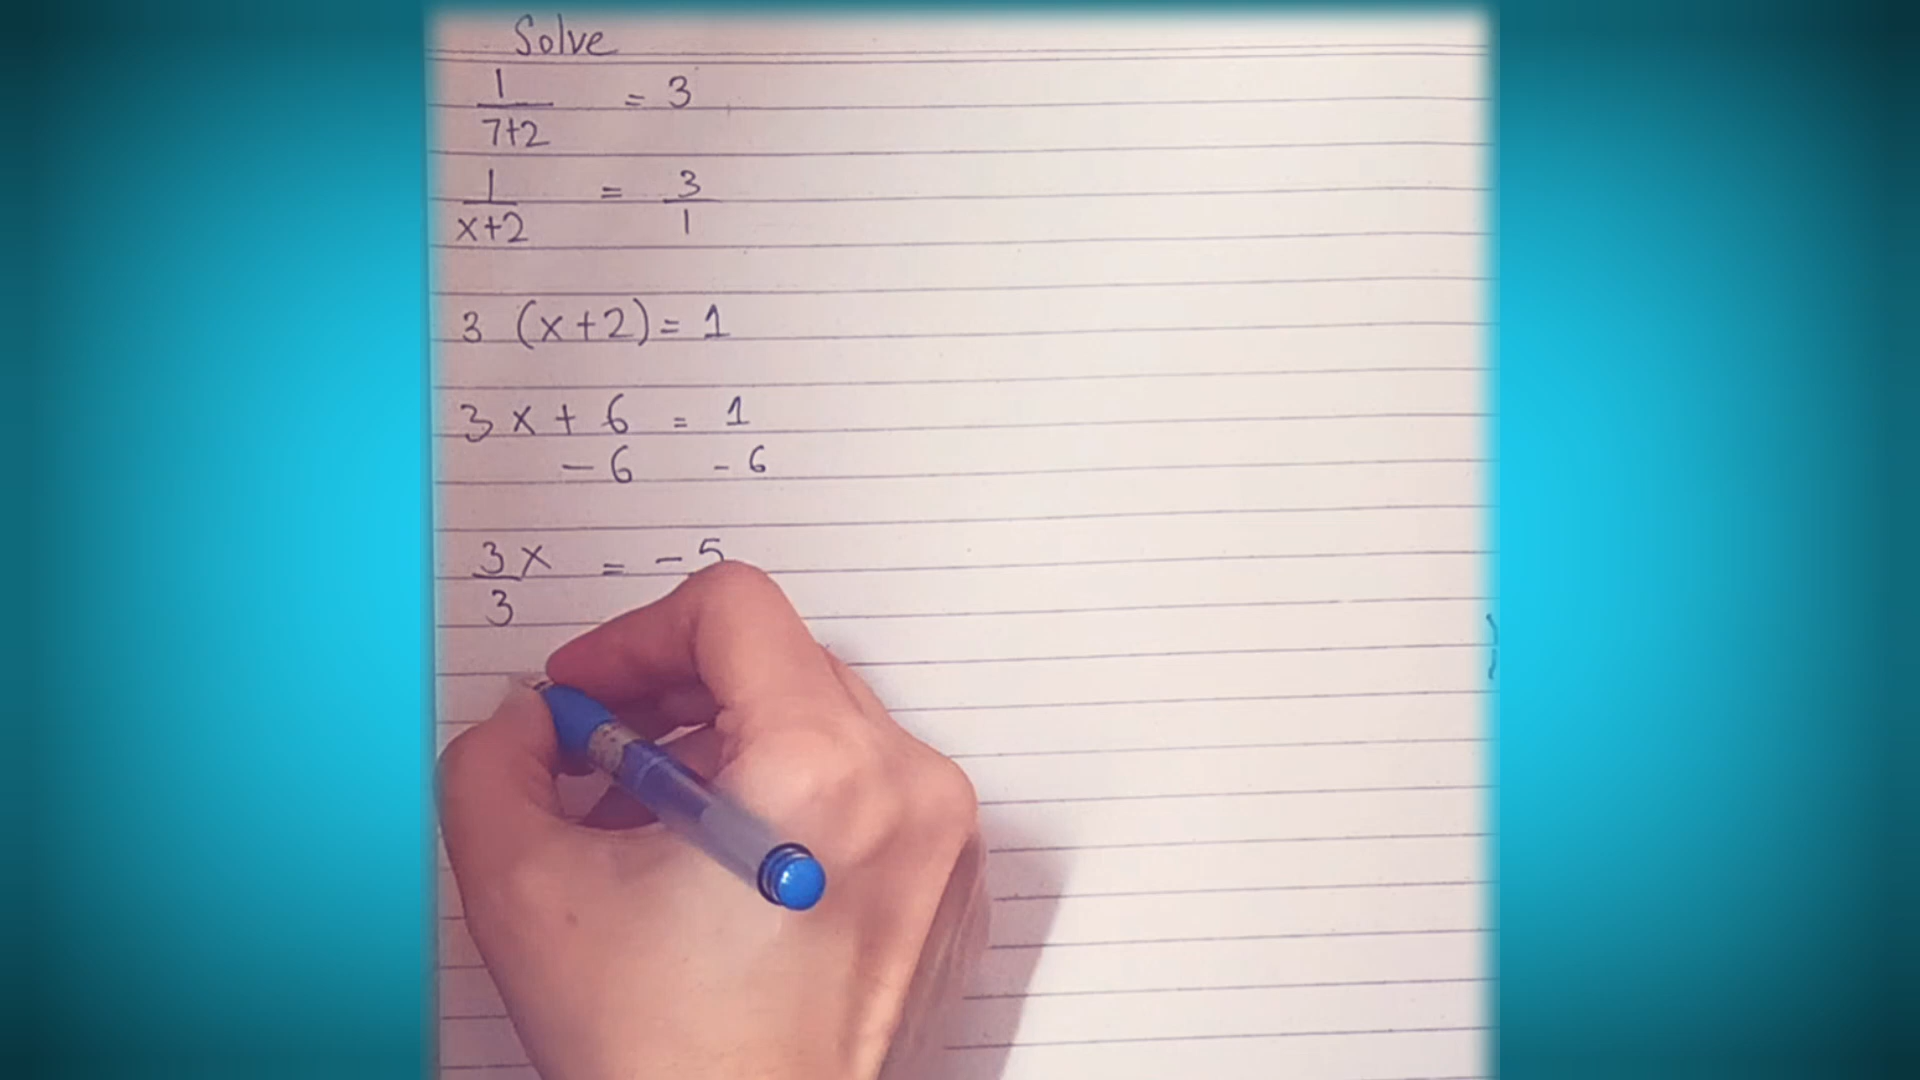 Solve
1/7+2 = 3
1/x+2 = 3/1
3 (x+2) = 1
3x + 6 = 1
- 6 - 6
3x/3 = -5